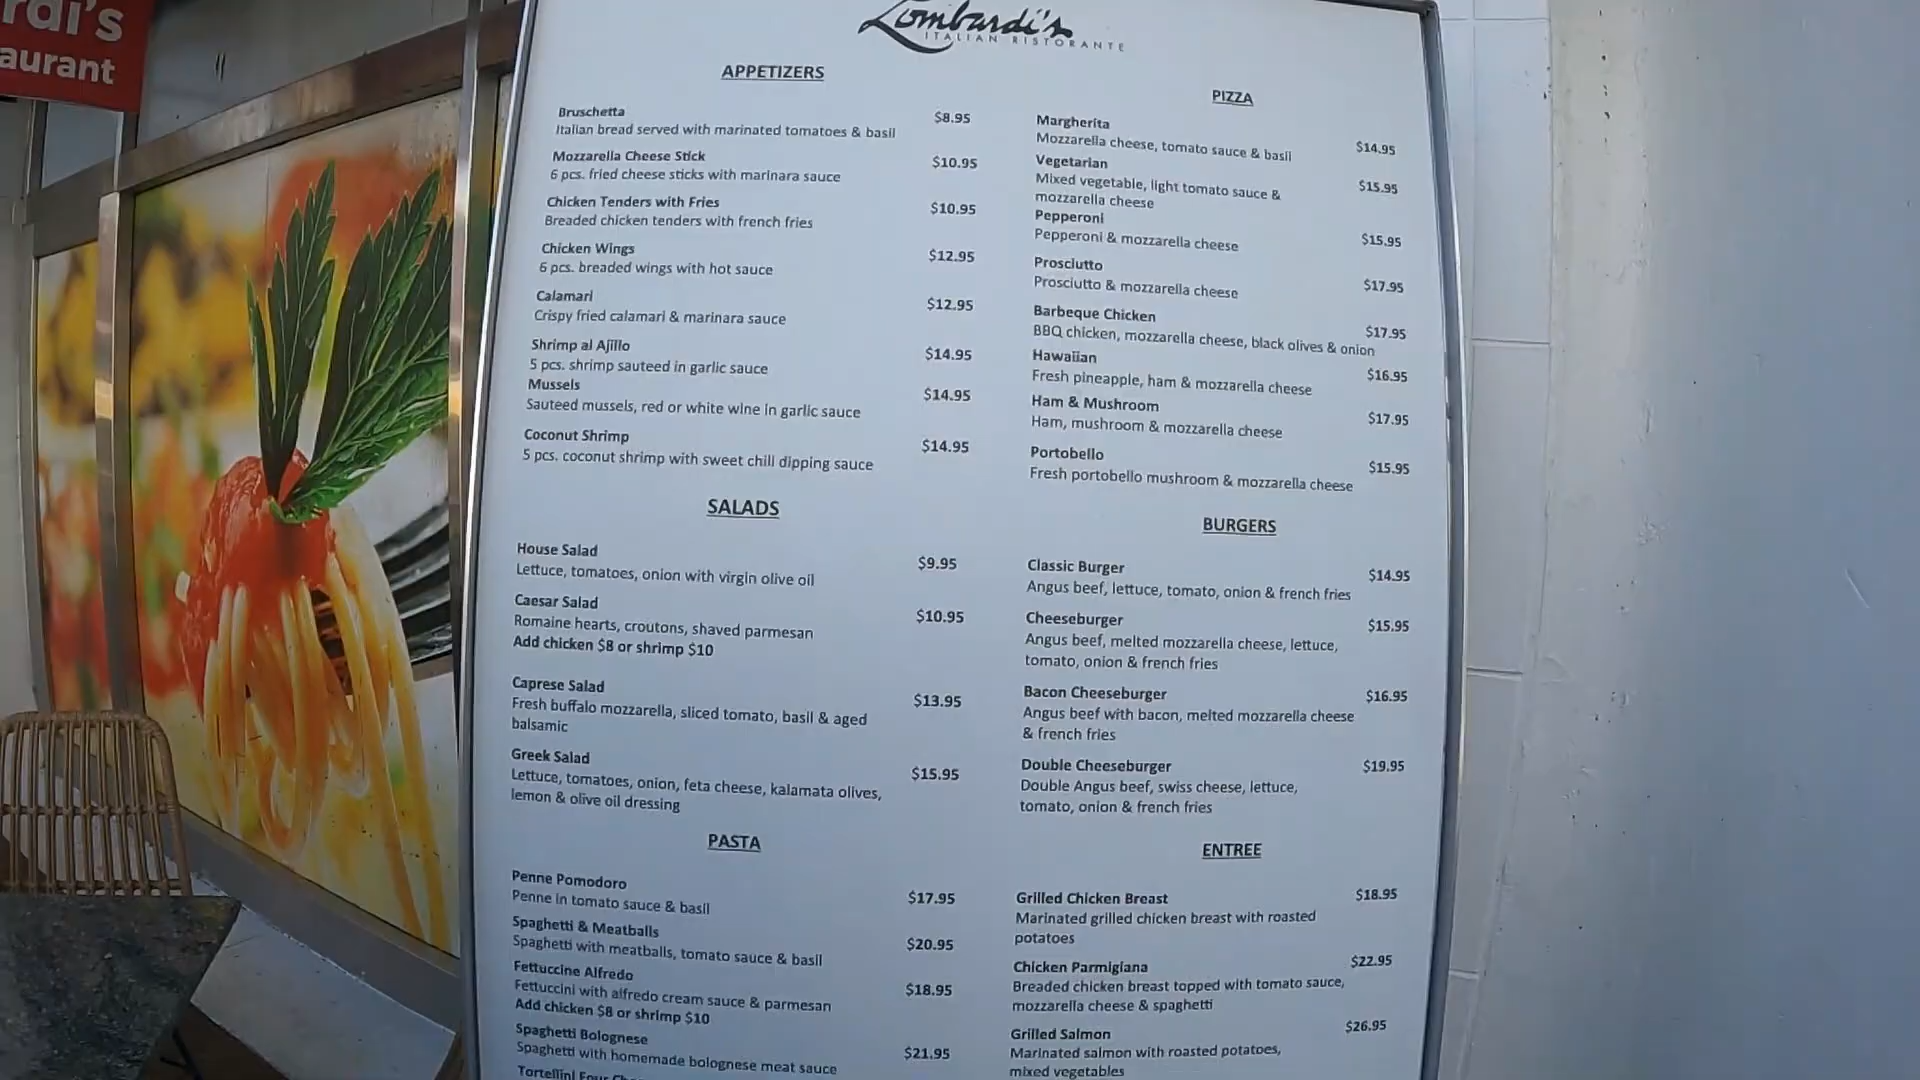 rdi's
aurant
Lombardi's
ITALIAN RISTORANTE
APPETIZERS
Bruschetta $8.95
Italian bread served with marinated tomatoes & basil
Mozzarella Cheese Stick $10.95
6 pcs. fried cheese sticks with marinara sauce
Chicken Tenders with Fries $10.95
Breaded chicken tenders with french fries
Chicken Wings $12.95
6 pcs. breaded wings with hot sauce
Calamari $12.95
Crispy fried calamari & marinara sauce
Shrimp al Ajillo $14.95
5 pcs. shrimp sauteed in garlic sauce
Mussels $14.95
Sauteed mussels, red or white wine in garlic sauce
Coconut Shrimp $14.95
5 pcs. coconut shrimp with sweet chill dipping sauce
SALADS
House Salad $9.95
Lettuce, tomatoes, onion with virgin olive oil
Caesar Salad $10.95
Romaine hearts, croutons, shaved parmesan
Add chicken $8 or shrimp $10
Caprese Salad $13.95
Fresh buffalo mozzarella, sliced tomato, basil & aged
balsamic
Greek Salad $15.95
Lettuce, tomatoes, onion, feta cheese, kalamata olives,
lemon & olive oil dressing
PASTA
Penne Pomodoro $17.95
Penne in tomato sauce & basil
Spaghetti & Meatballs $20.95
Spaghetti with meatballs, tomato sauce & basil
Fettuccine Alfredo $18.95
Fettuccini with alfredo cream sauce & parmesan
Add chicken $8 or shrimp $10
Spaghetti Bolognese $21.95
Spaghetti with homemade bolognese meat sauce
Tortellini Four
PIZZA
Margherita $14.95
Mozzarella cheese, tomato sauce & basil
Vegetarian $15.95
Mixed vegetable, light tomato sauce &
mozzarella cheese
Pepperoni $15.95
Pepperoni & mozzarella cheese
Prosciutto $17.95
Prosciutto & mozzarella cheese
Barbeque Chicken $17.95
BBQ chicken, mozzarella cheese, black olives & onion
Hawaiian $16.95
Fresh pineapple, ham & mozzarella cheese
Ham & Mushroom $17.95
Ham, mushroom & mozzarella cheese
Portobello $15.95
Fresh portobello mushroom & mozzarella cheese
BURGERS
Classic Burger $14.95
Angus beef, lettuce, tomato, onion & french fries
Cheeseburger $15.95
Angus beef, melted mozzarella cheese, lettuce,
tomato, onion & french fries
Bacon Cheeseburger $16.95
Angus beef with bacon, melted mozzarella cheese
& french fries
Double Cheeseburger $19.95
Double Angus beef, swiss cheese, lettuce,
tomato, onion & french fries
ENTREE
Grilled Chicken Breast $18.95
Marinated grilled chicken breast with roasted
potatoes
Chicken Parmigiana $22.95
Breaded chicken breast topped with tomato sauce,
mozzarella cheese & spaghetti
Grilled Salmon $26.95
Marinated salmon with roasted potatoes,
mixed vegetables